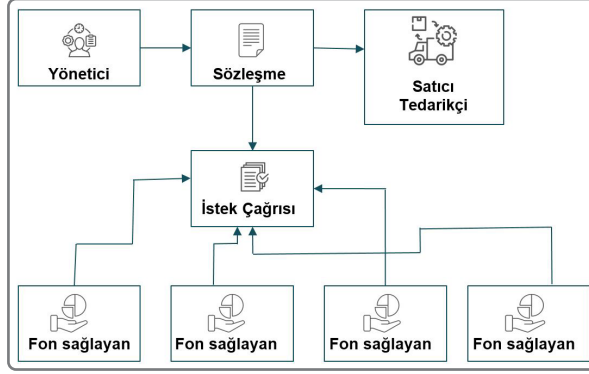 Yönetici
Sözleşme
Satıcı
Tedarikçi
İstek Çağrısı
Fon sağlayan
Fon sağlayan
Fon sağlayan
Fon sağlayan